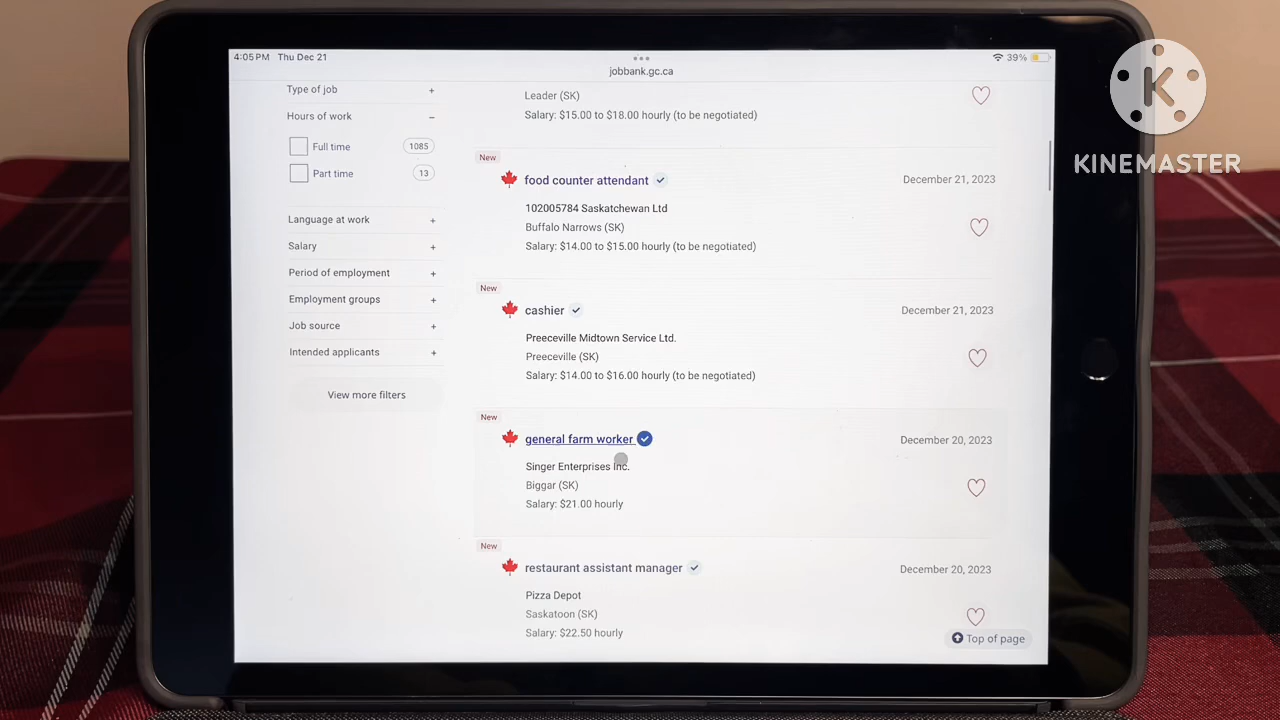 4:05 PM Thu Dec 21
39%
jobbank.gc.ca
Type of job +
Hours of work –
Full time 1085
Part time 13
Language at work +
Salary +
Period of employment +
Employment groups +
Job source +
Intended applicants +
View more filters
Leader (SK)
Salary: $15.00 to $18.00 hourly (to be negotiated)
New
food counter attendant
December 21, 2023
102005784 Saskatchewan Ltd
Buffalo Narrows (SK)
Salary: $14.00 to $15.00 hourly (to be negotiated)
New
cashier
December 21, 2023
Preeceville Midtown Service Ltd.
Preeceville (SK)
Salary: $14.00 to $16.00 hourly (to be negotiated)
New
general farm worker
December 20, 2023
Singer Enterprises Inc.
Biggar (SK)
Salary: $21.00 hourly
New
restaurant assistant manager
December 20, 2023
Pizza Depot
Saskatoon (SK)
Salary: $22.50 hourly
Top of page
K
KINEMASTER